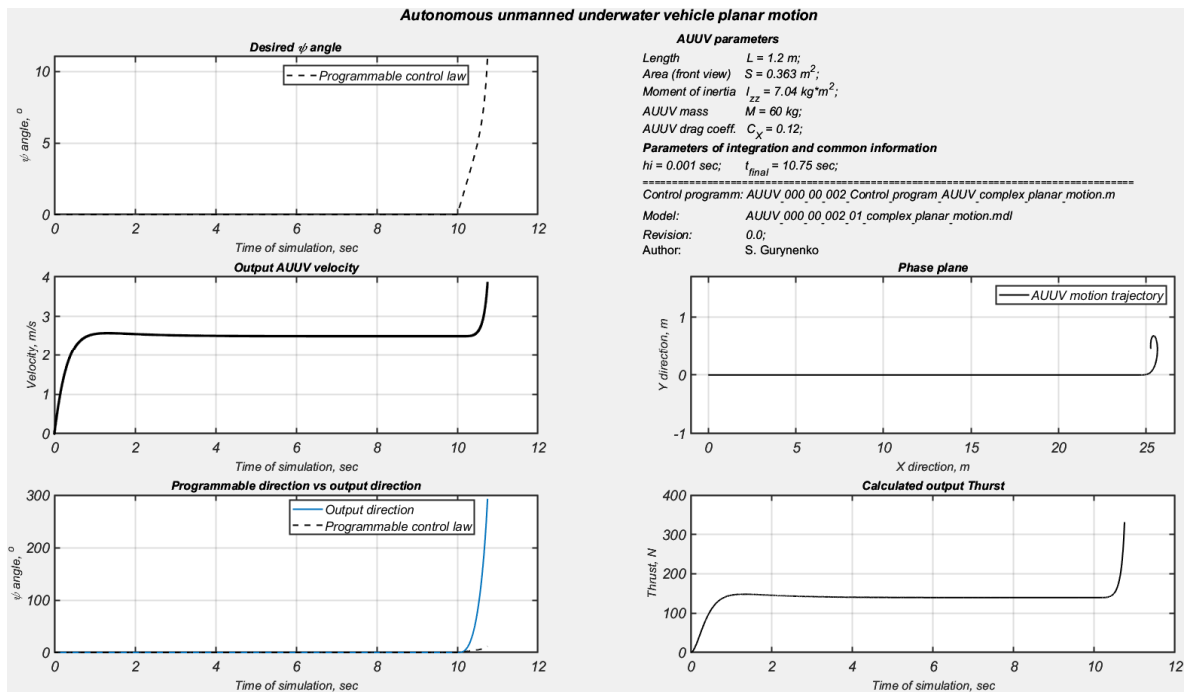 Autonomous unmanned underwater vehicle planar motion
Desired ψ angle
Programmable control law
10
5
0
ψ angle, °
0 2 4 6 8 10 12
Time of simulation, sec
AUUV parameters
Length L = 1.2 m;
Area (front view) S = 0.363 m²;
Moment of inertia I_zz = 7.04 kg*m²;
AUUV mass M = 60 kg;
AUUV drag coeff. C_X = 0.12;
Parameters of integration and common information
hi = 0.001 sec; t_final = 10.75 sec;
====================================================================================
Control programm: AUUV_000_00_002_Control_program_AUUV_complex_planar_motion.m
Model: AUUV_000_00_002_01_complex_planar_motion.mdl
Revision: 0.0;
Author: S. Gurynenko
Output AUUV velocity
4
3
2
1
0
Velocity, m/s
0 2 4 6 8 10 12
Time of simulation, sec
Phase plane
AUUV motion trajectory
1
0
-1
Y direction, m
0 5 10 15 20 25
X direction, m
Programmable direction vs output direction
Output direction
Programmable control law
300
200
100
0
ψ angle, °
0 2 4 6 8 10 12
Time of simulation, sec
Calculated output Thurst
400
300
200
100
0
Thrust, N
0 2 4 6 8 10 12
Time of simulation, sec